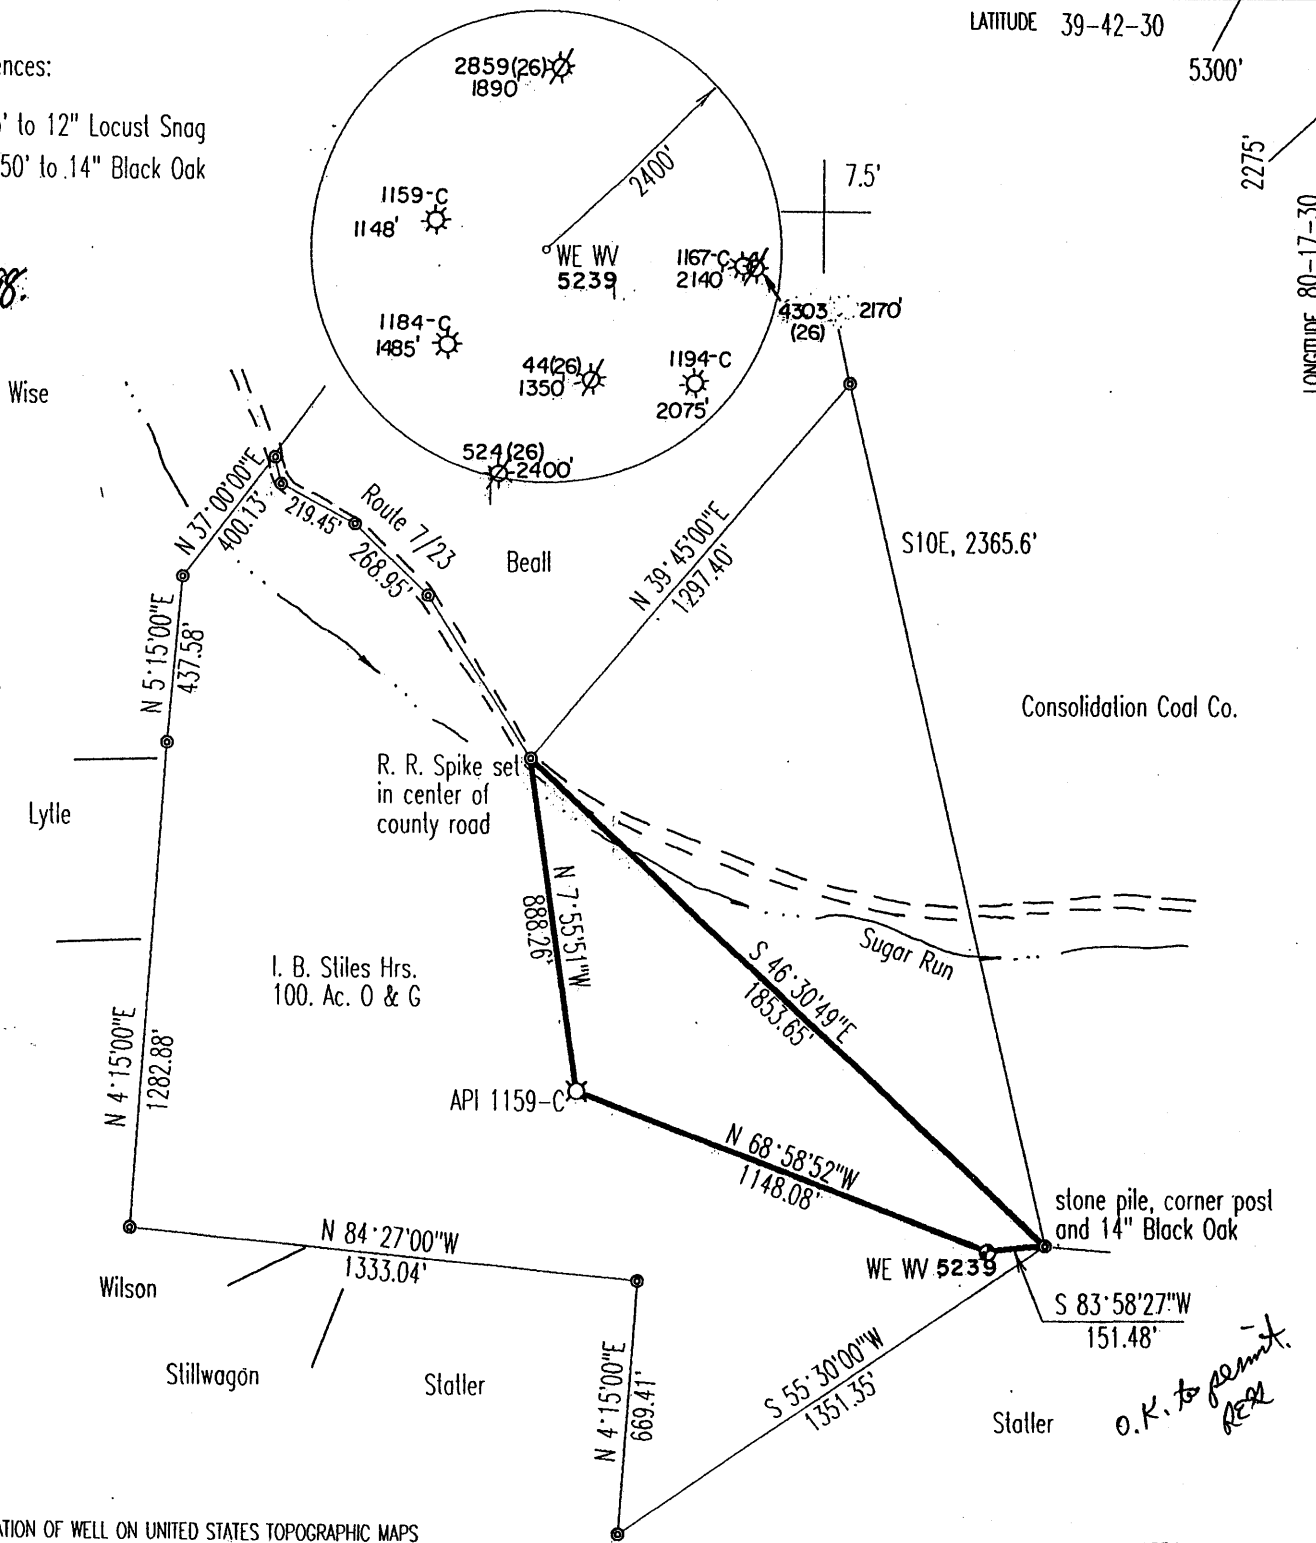 LATITUDE 39-42-30
5300'
2275'
LONGITUDE 80-17-30
7.5'
ences:
' to 12" Locust Snag
50' to 14" Black Oak
2859(26)
1890'
2400'
1159-C
1148'
WE WV
5239
1167-C
2140'
4303
(26)
2170'
1184-C
1485'
44(26)
1350'
1194-C
2075'
524(26)
2400'
Wise
N 37°00'00"E
400.13'
219.45'
268.95'
Route 7/23
Beall
N 39°45'00"E
1297.40'
S10E, 2365.6'
N 5°15'00"E
437.58'
Consolidation Coal Co.
Lytle
R. R. Spike set
in center of
county road
N 7°55'51"W
888.26'
I. B. Stiles Hrs.
100. Ac. O & G
Sugar Run
S 46°30'49"E
1853.65'
N 4°15'00"E
1282.88'
API 1159-C
N 68°58'52"W
1148.08'
stone pile, corner post
and 14" Black Oak
WE WV 5239
S 83°58'27"W
151.48'
N 84°27'00"W
1333.04'
Wilson
Stillwagon
Statler
N 4°15'00"E
669.41'
S 55°30'00"W
1351.35'
Statler
O.K. to permit.
ATION OF WELL ON UNITED STATES TOPOGRAPHIC MAPS